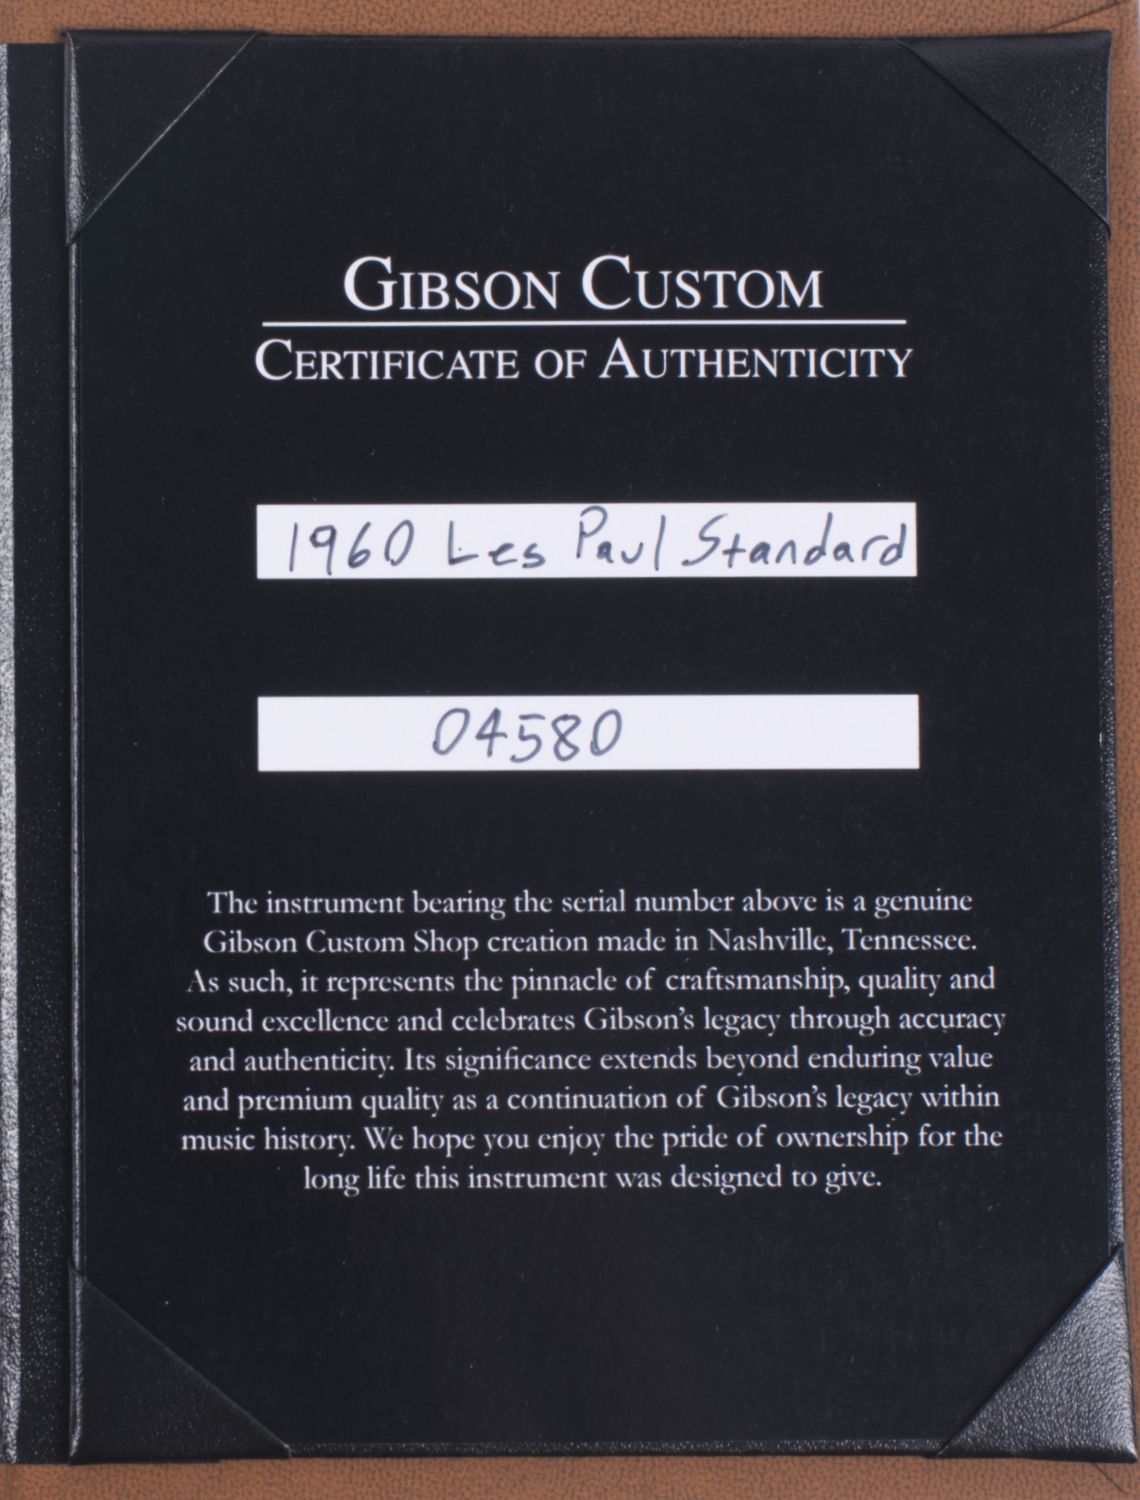 GIBSON CUSTOM
CERTIFICATE OF AUTHENTICITY
1960 Les Paul Standard
04580
The instrument bearing the serial number above is a genuine
Gibson Custom Shop creation made in Nashville, Tennessee.
As such, it represents the pinnacle of craftsmanship, quality and
sound excellence and celebrates Gibson's legacy through accuracy
and authenticity. Its significance extends beyond enduring value
and premium quality as a continuation of Gibson's legacy within
music history. We hope you enjoy the pride of ownership for the
long life this instrument was designed to give.